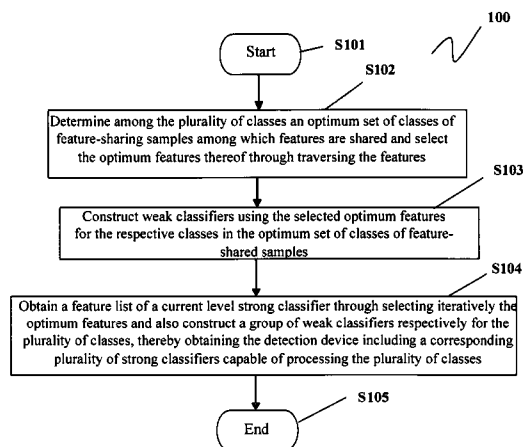 100
Start
S101
S102
Determine among the plurality of classes an optimum set of classes of
feature-sharing samples among which features are shared and select
the optimum features thereof through traversing the features
S103
Construct weak classifiers using the selected optimum features
for the respective classes in the optimum set of classes of feature-
shared samples
S104
Obtain a feature list of a current level strong classifier through selecting iteratively the
optimum features and also construct a group of weak classifiers respectively for the
plurality of classes, thereby obtaining the detection device including a corresponding
plurality of strong classifiers capable of processing the plurality of classes
S105
End